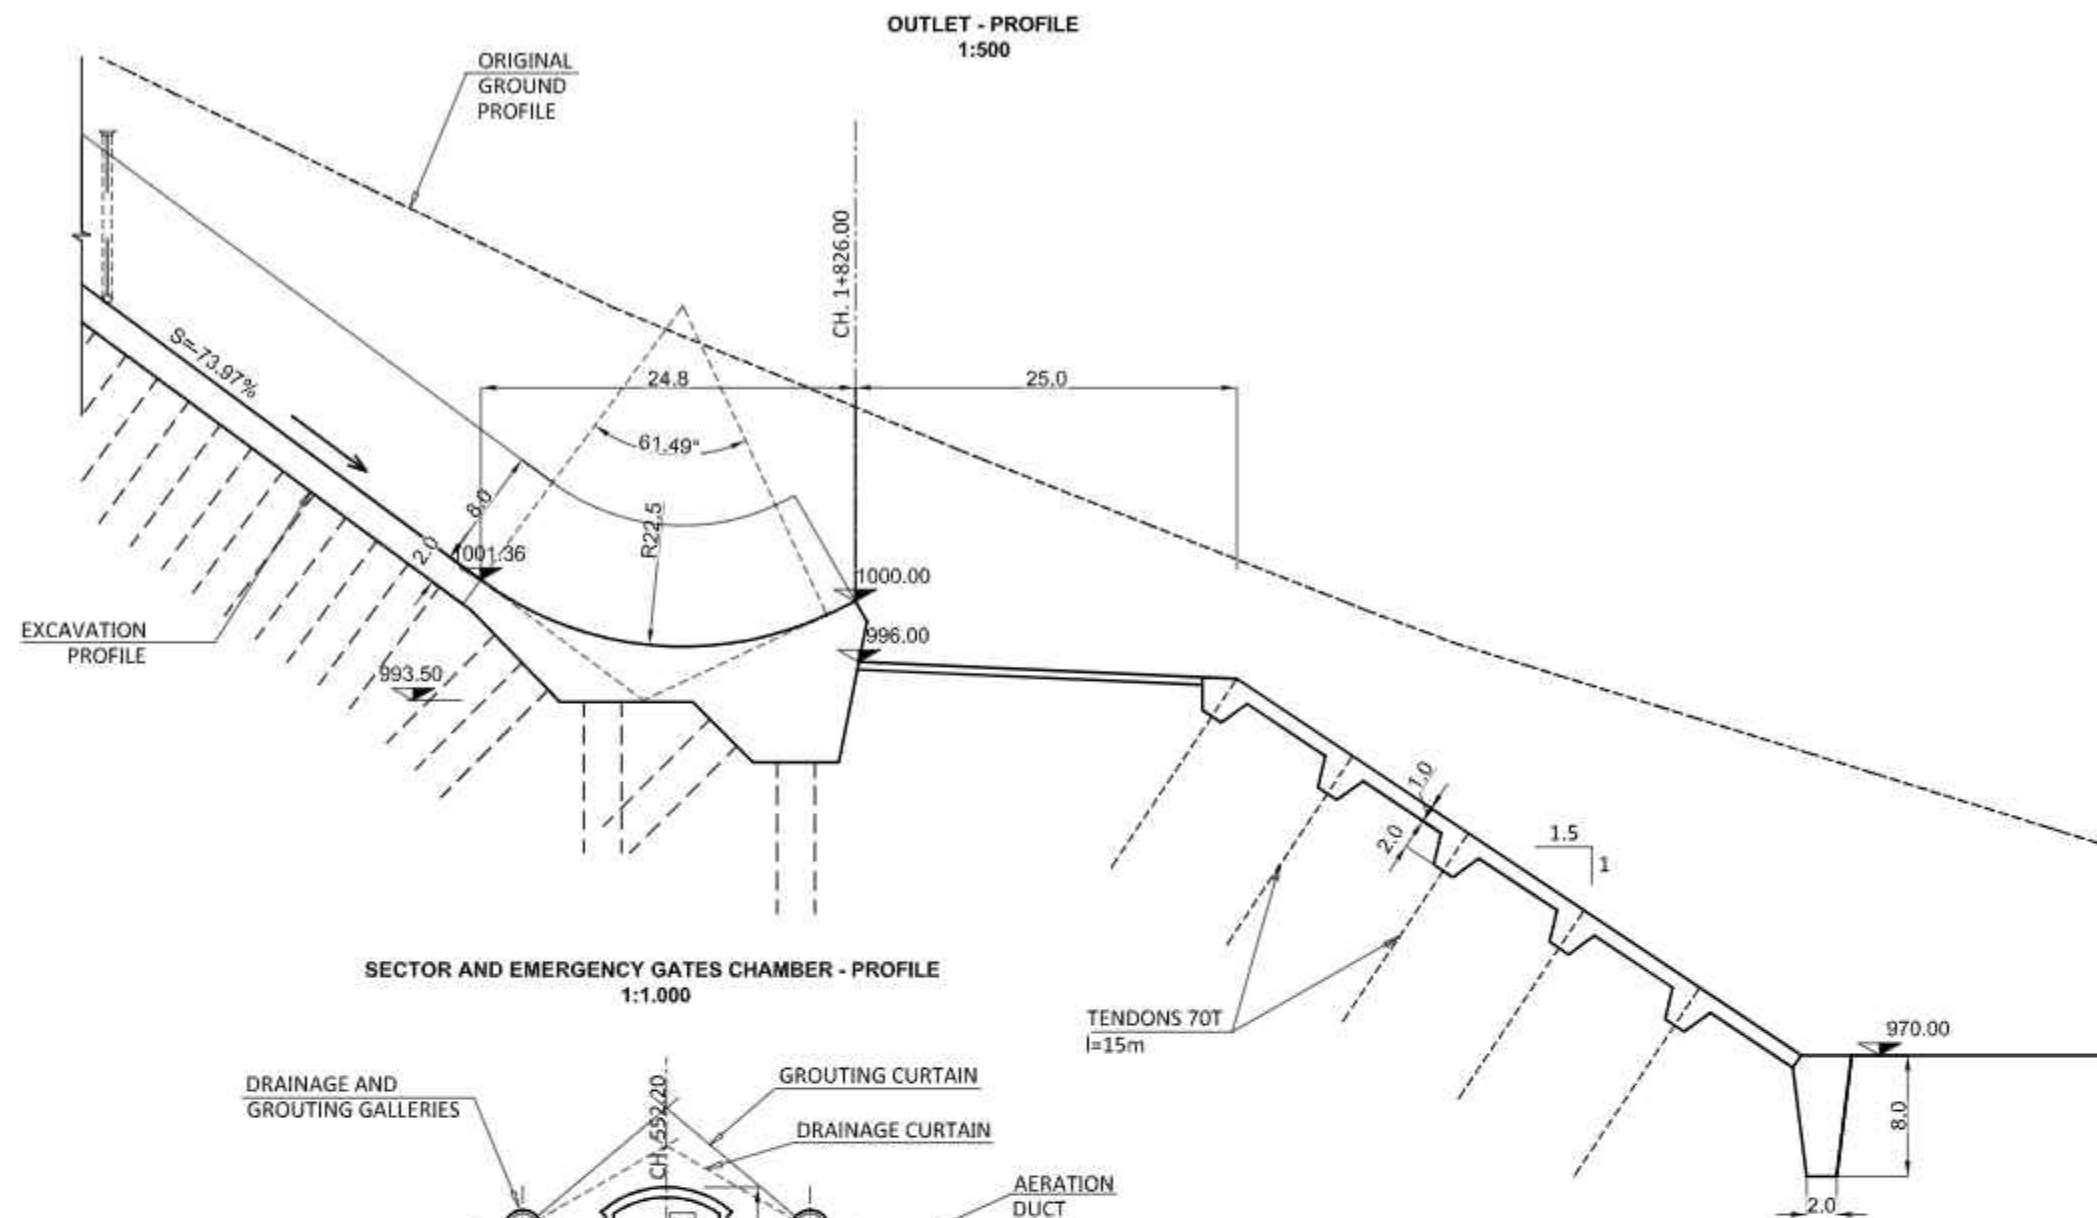 OUTLET - PROFILE
1:500
ORIGINAL
GROUND
PROFILE
CH. 1+826.00
S=-73.97%
24.8
25.0
61.49°
8.0
R22.5
2.0
1001.36
1000.00
996.00
EXCAVATION
PROFILE
993.50
1.0
2.0
1.5
1
SECTOR AND EMERGENCY GATES CHAMBER - PROFILE
1:1.000
TENDONS 70T
l=15m
970.00
8.0
2.0
DRAINAGE AND
GROUTING GALLERIES
CH. 552.20
GROUTING CURTAIN
DRAINAGE CURTAIN
AERATION
DUCT